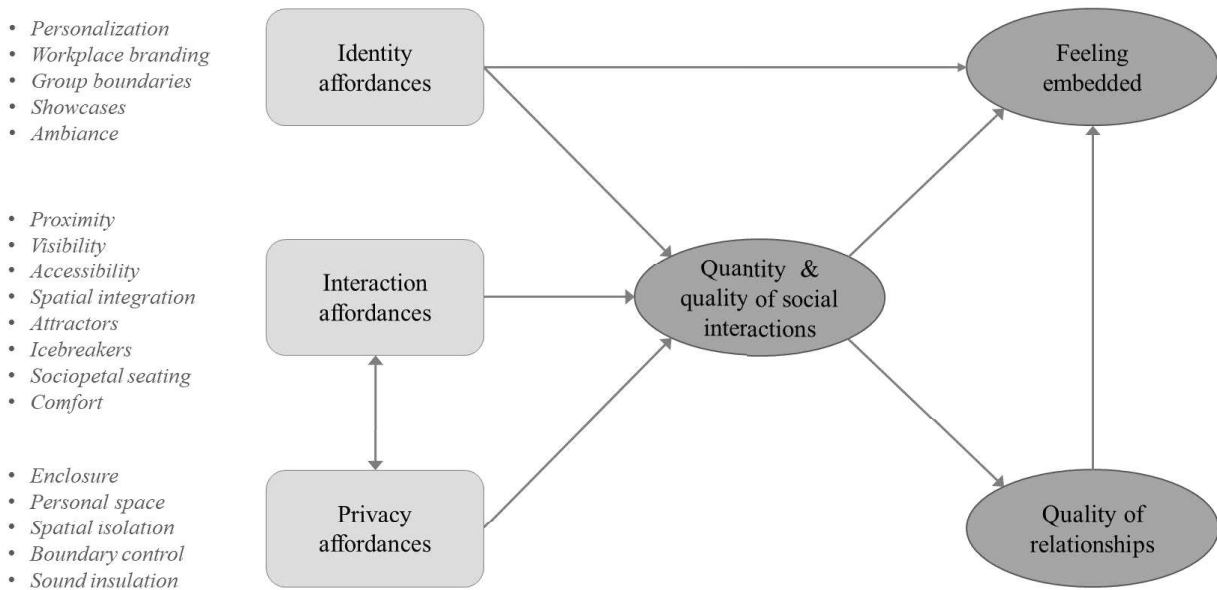 • Personalization
• Workplace branding
• Group boundaries
• Showcases
• Ambiance
Identity
affordances
Feeling
embedded
• Proximity
• Visibility
• Accessibility
• Spatial integration
• Attractors
• Icebreakers
• Sociopetal seating
• Comfort
Interaction
affordances
Quantity &
quality of social
interactions
• Enclosure
• Personal space
• Spatial isolation
• Boundary control
• Sound insulation
Privacy
affordances
Quality of
relationships